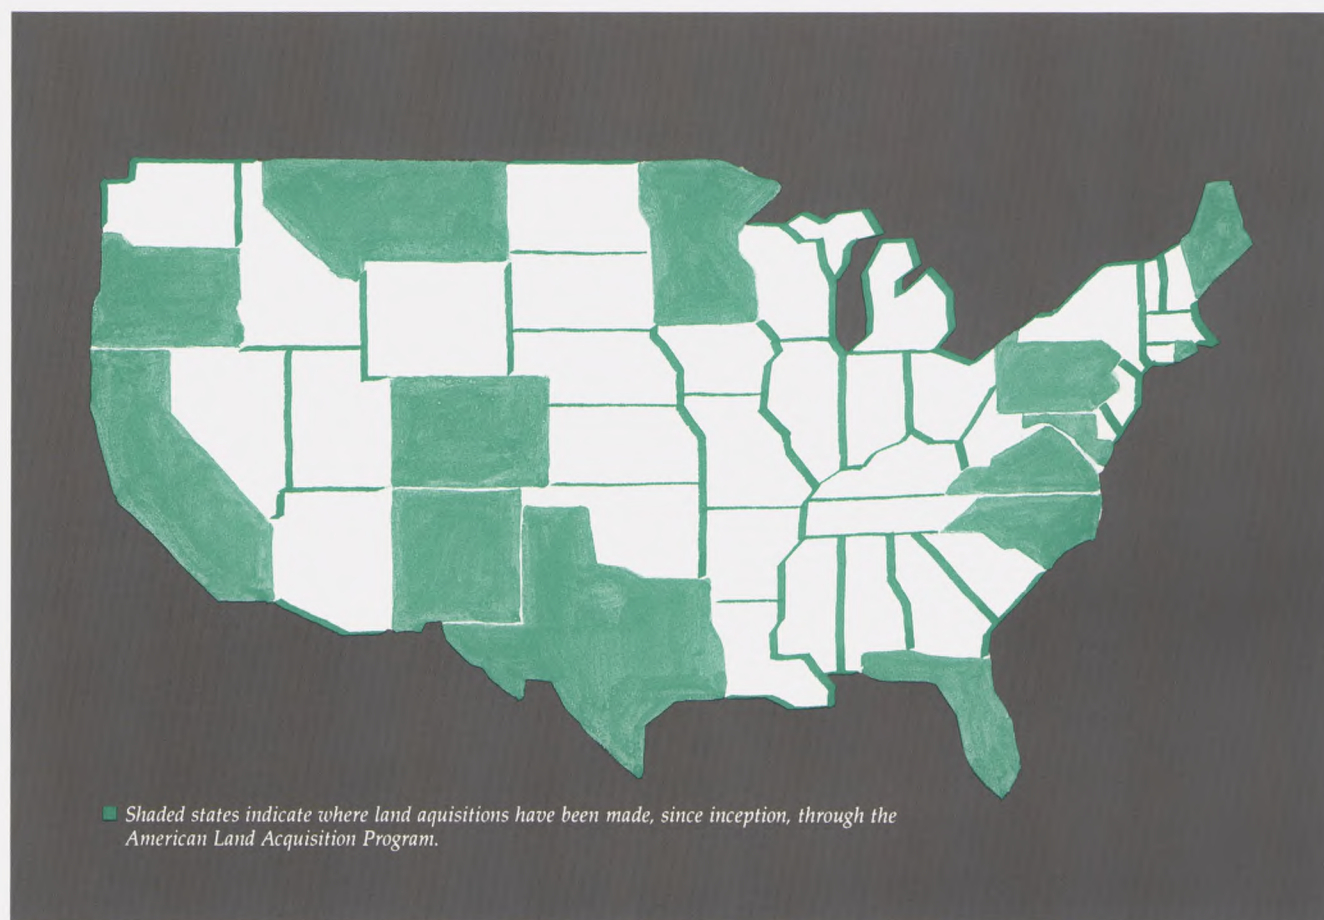 Shaded states indicate where land aquisitions have been made, since inception, through the
American Land Acquisition Program.